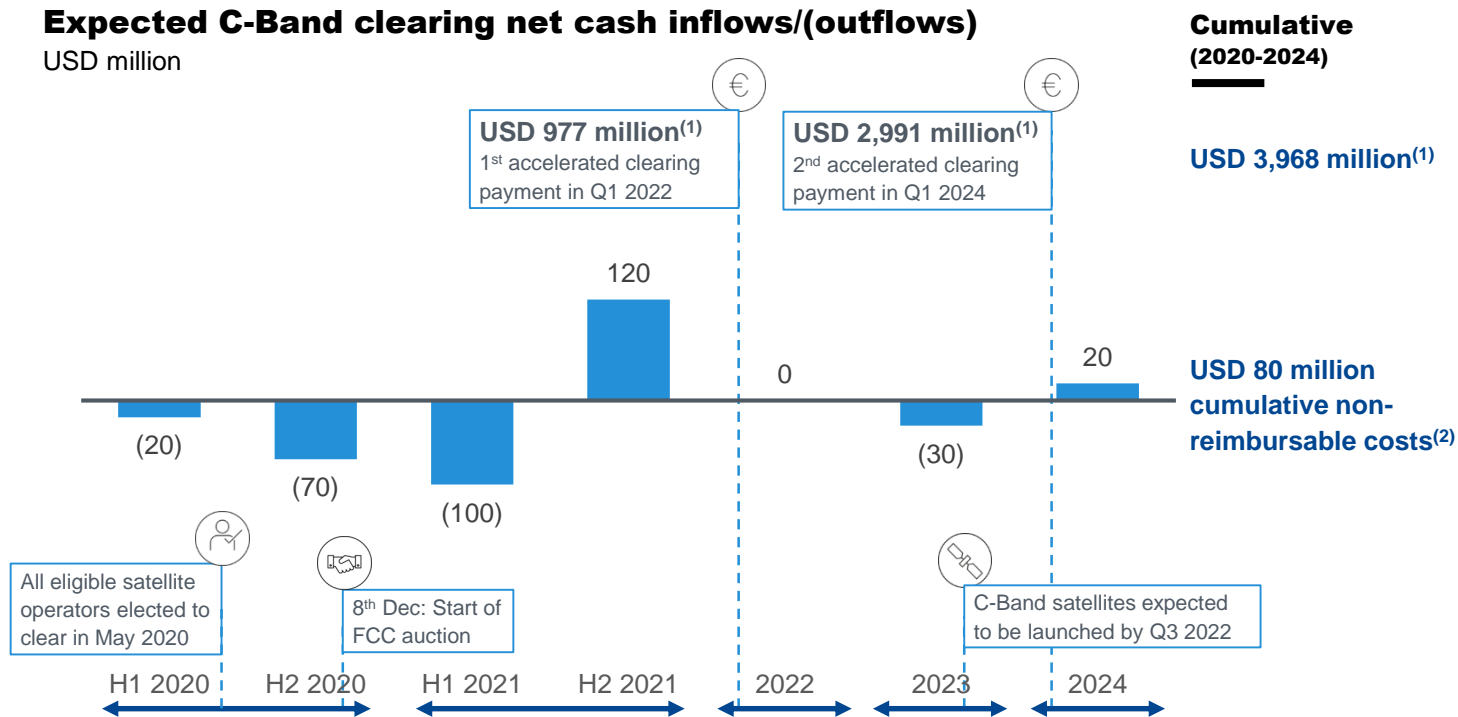 Expected C-Band clearing net cash inflows/(outflows)
USD million
Cumulative
(2020-2024)
€
€
USD 977 million(1)
1st accelerated clearing
payment in Q1 2022
USD 2,991 million(1)
2nd accelerated clearing
payment in Q1 2024
USD 3,968 million(1)
120
0
20
(20)
(70)
(100)
(30)
USD 80 million
cumulative non-
reimbursable costs(2)
All eligible satellite
operators elected to
clear in May 2020
8th Dec: Start of
FCC auction
C-Band satellites expected
to be launched by Q3 2022
H1 2020
H2 2020
H1 2021
H2 2021
2022
2023
2024